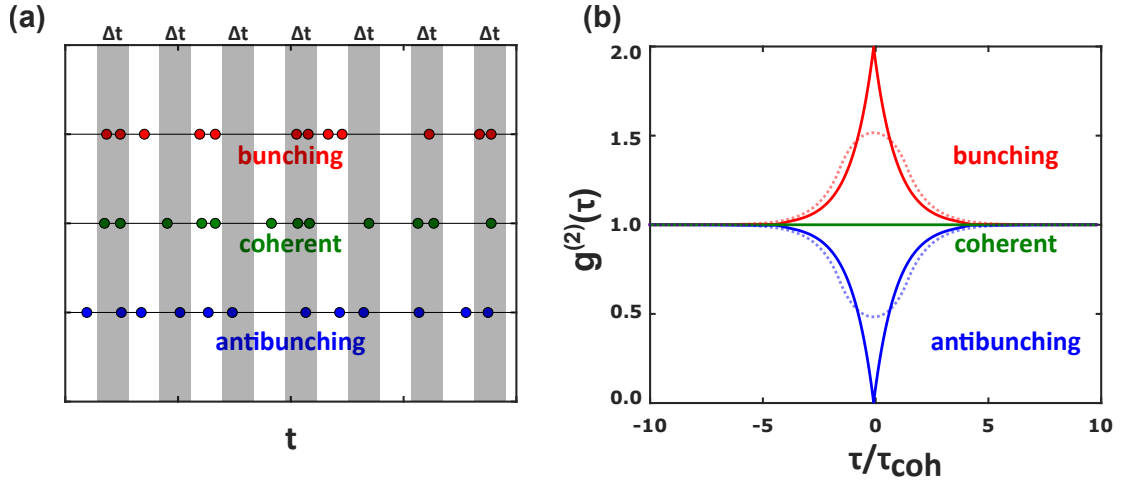 (a)
Δt Δt Δt Δt Δt Δt Δt
bunching
coherent
antibunching
t
(b)
g(2)(τ)
2.0
1.5
1.0
0.5
0.0
bunching
coherent
antibunching
-10 -5 0 5 10
τ/τcoh